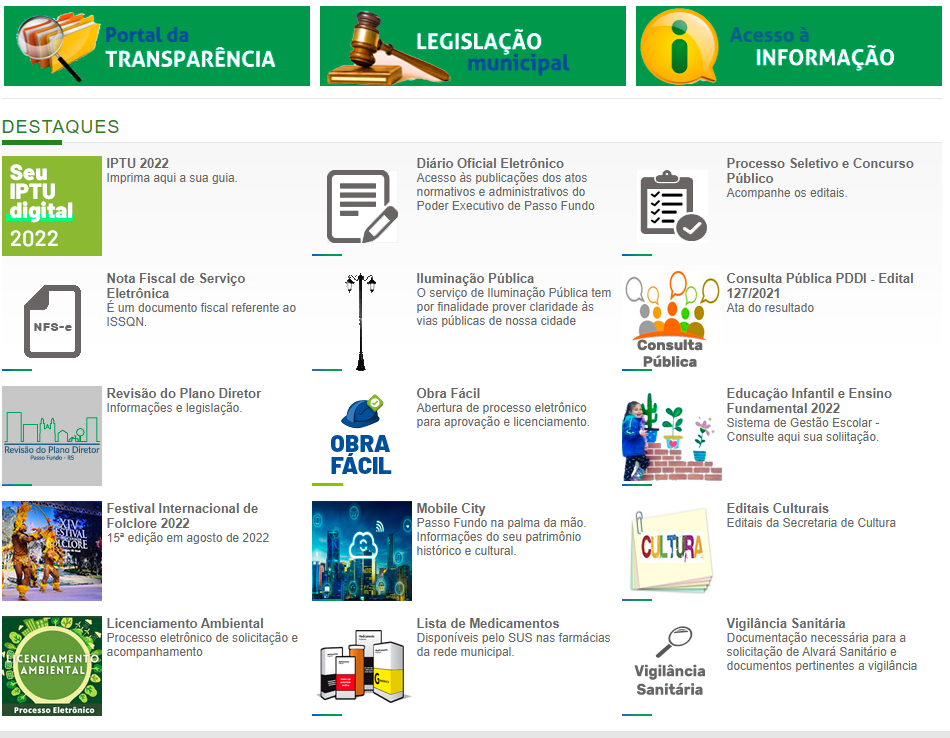 Portal da
TRANSPARÊNCIA
LEGISLAÇÃO
municipal
Acesso à
INFORMAÇÃO
DESTAQUES
Seu
IPTU
digital
2022
IPTU 2022
Imprima aqui a sua guia.
Diário Oficial Eletrônico
Acesso às publicações dos atos
normativos e administrativos do
Poder Executivo de Passo Fundo
Processo Seletivo e Concurso
Público
Acompanhe os editais.
NFS-e
Nota Fiscal de Serviço
Eletrônica
É um documento fiscal referente ao
ISSQN.
Iluminação Pública
O serviço de Iluminação Pública tem
por finalidade prover claridade às
vias públicas de nossa cidade
Consulta
Pública
Consulta Pública PDDI - Edital
127/2021
Ata do resultado
Revisão do Plano Diretor
Passo Fundo - RS
Revisão do Plano Diretor
Informações e legislação.
OBRA
FÁCIL
Obra Fácil
Abertura de processo eletrônico
para aprovação e licenciamento.
Educação Infantil e Ensino
Fundamental 2022
Sistema de Gestão Escolar -
Consulte aqui sua soliitação.
XIV
FESTIVAL
FOLCLORE
Festival Internacional de
Folclore 2022
15ª edição em agosto de 2022
Mobile City
Passo Fundo na palma da mão.
Informações do seu patrimônio
histórico e cultural.
CULTURA
Editais Culturais
Editais da Secretaria de Cultura
LICENCIAMENTO
AMBIENTAL
Processo Eletrônico
Licenciamento Ambiental
Processo eletrônico de solicitação e
acompanhamento
G
Lista de Medicamentos
Disponíveis pelo SUS nas farmácias
da rede municipal.
Vigilância
Sanitária
Vigilância Sanitária
Documentação necessária para a
solicitação de Alvará Sanitário e
documentos pertinentes a vigilância